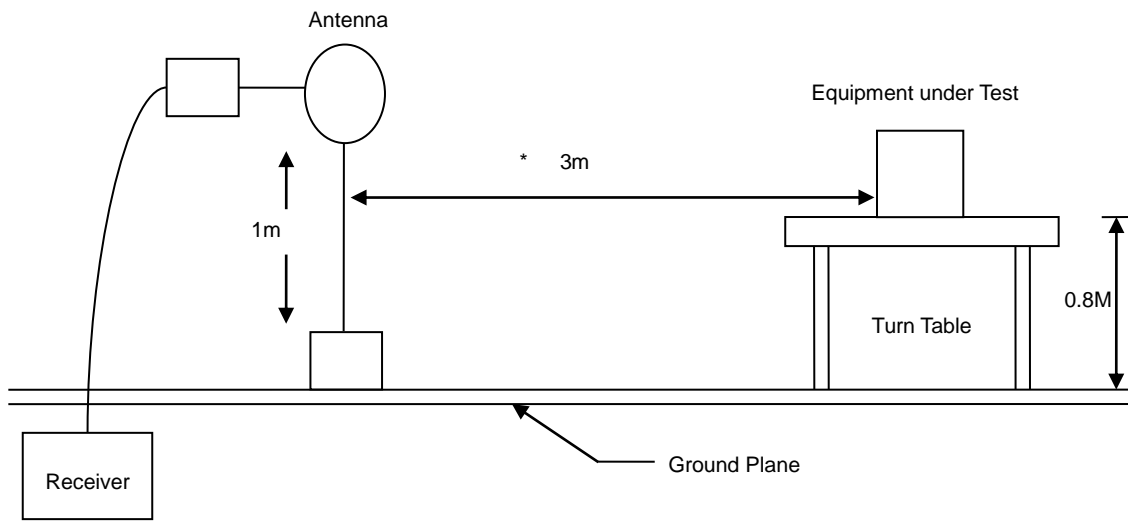 Antenna
Equipment under Test
* 3m
1m
0.8M
Turn Table
Ground Plane
Receiver